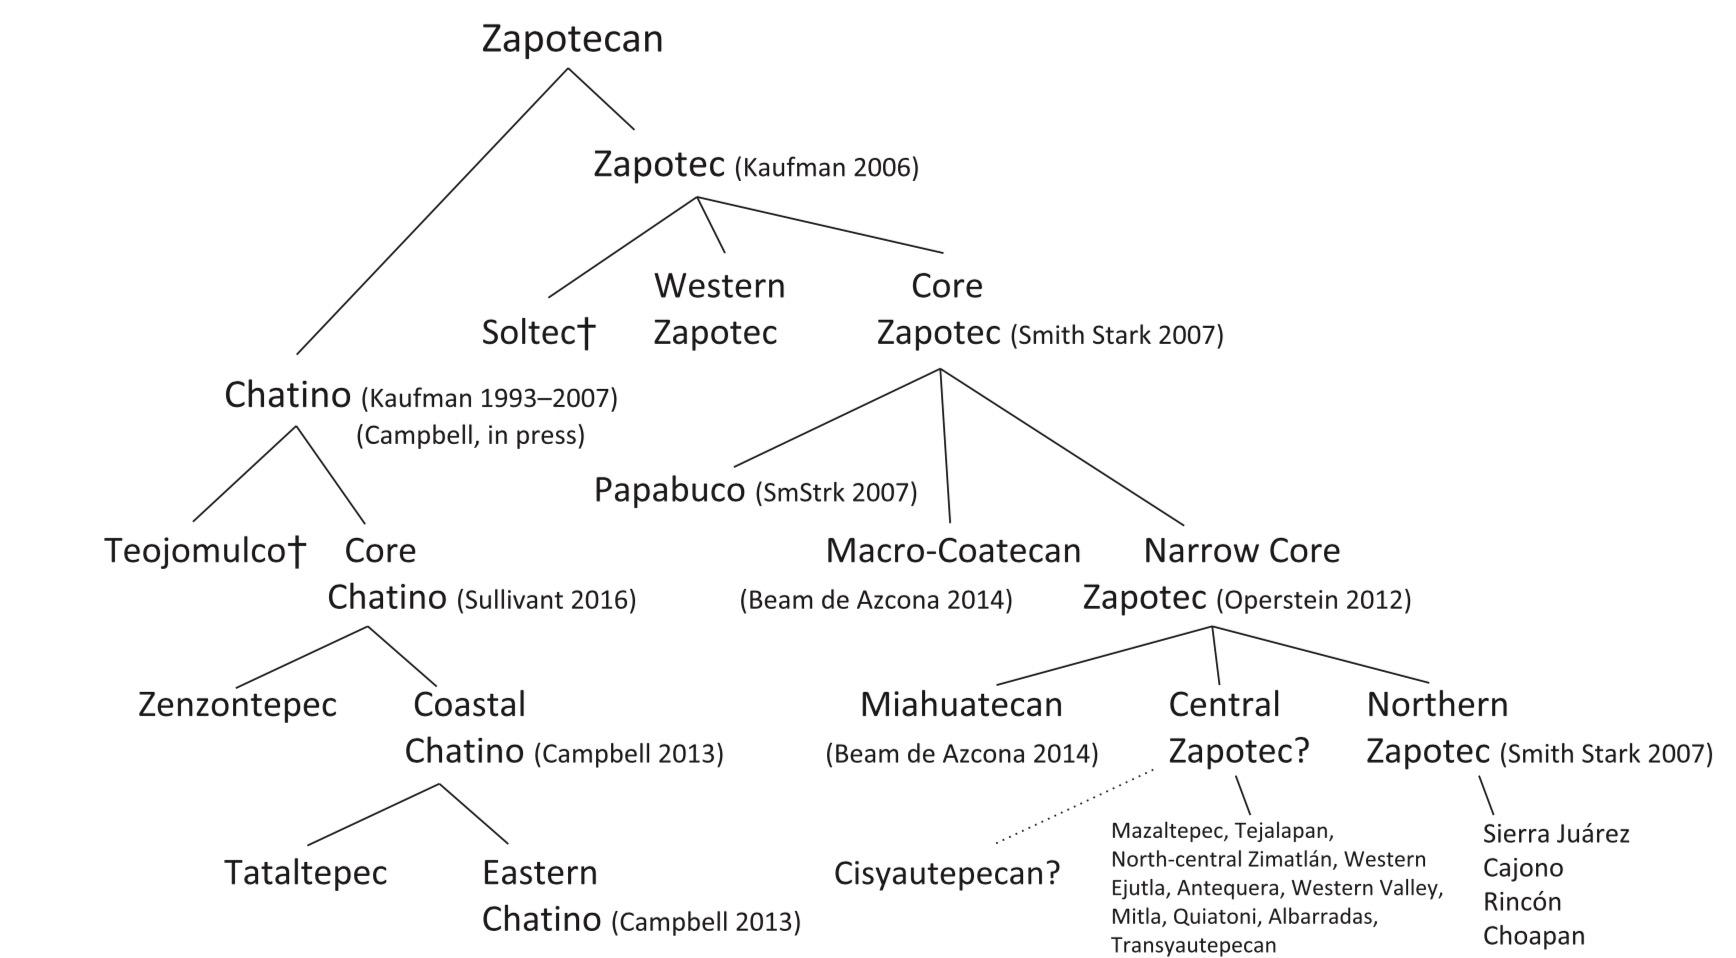 Zapotecan
Zapotec (Kaufman 2006)
Soltec†
Western
Zapotec
Core
Zapotec (Smith Stark 2007)
Chatino (Kaufman 1993–2007)
(Campbell, in press)
Papabuco (SmStrk 2007)
Teojomulco†
Core
Chatino (Sullivant 2016)
Macro-Coatecan
(Beam de Azcona 2014)
Narrow Core
Zapotec (Operstein 2012)
Zenzontepec
Coastal
Chatino (Campbell 2013)
Miahuatecan
(Beam de Azcona 2014)
Central
Zapotec?
Northern
Zapotec (Smith Stark 2007)
Tataltepec
Eastern
Chatino (Campbell 2013)
Cisyautepecan?
Mazaltepec, Tejalapan,
North-central Zimatlán, Western
Ejutla, Antequera, Western Valley,
Mitla, Quiatoni, Albarradas,
Transyautepecan
Sierra Juárez
Cajono
Rincón
Choapan